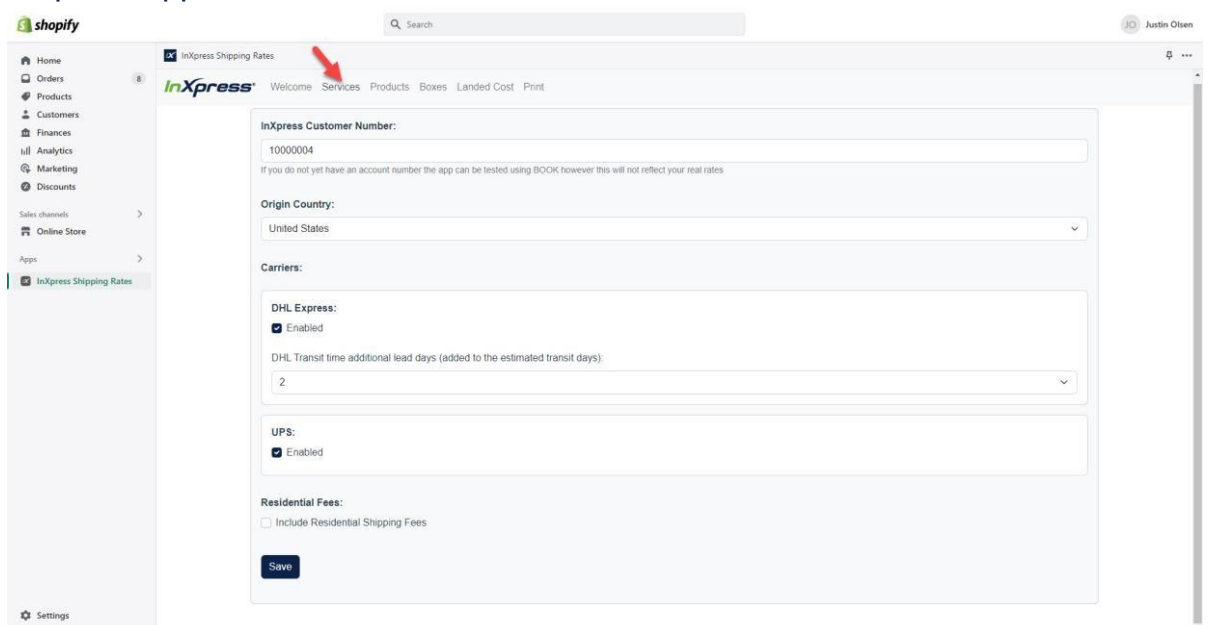 shopify
Search
JO Justin Olsen
Home
Orders 8
Products
Customers
Finances
Analytics
Marketing
Discounts
Sales channels
Online Store
Apps
InXpress Shipping Rates
Settings
InXpress Shipping Rates
InXpress Welcome Services Products Boxes Landed Cost Print
InXpress Customer Number:
10000004
If you do not yet have an account number the app can be tested using BOOK however this will not reflect your real rates
Origin Country:
United States
Carriers:
DHL Express:
Enabled
DHL Transit time additional lead days (added to the estimated transit days):
2
UPS:
Enabled
Residential Fees:
Include Residential Shipping Fees
Save